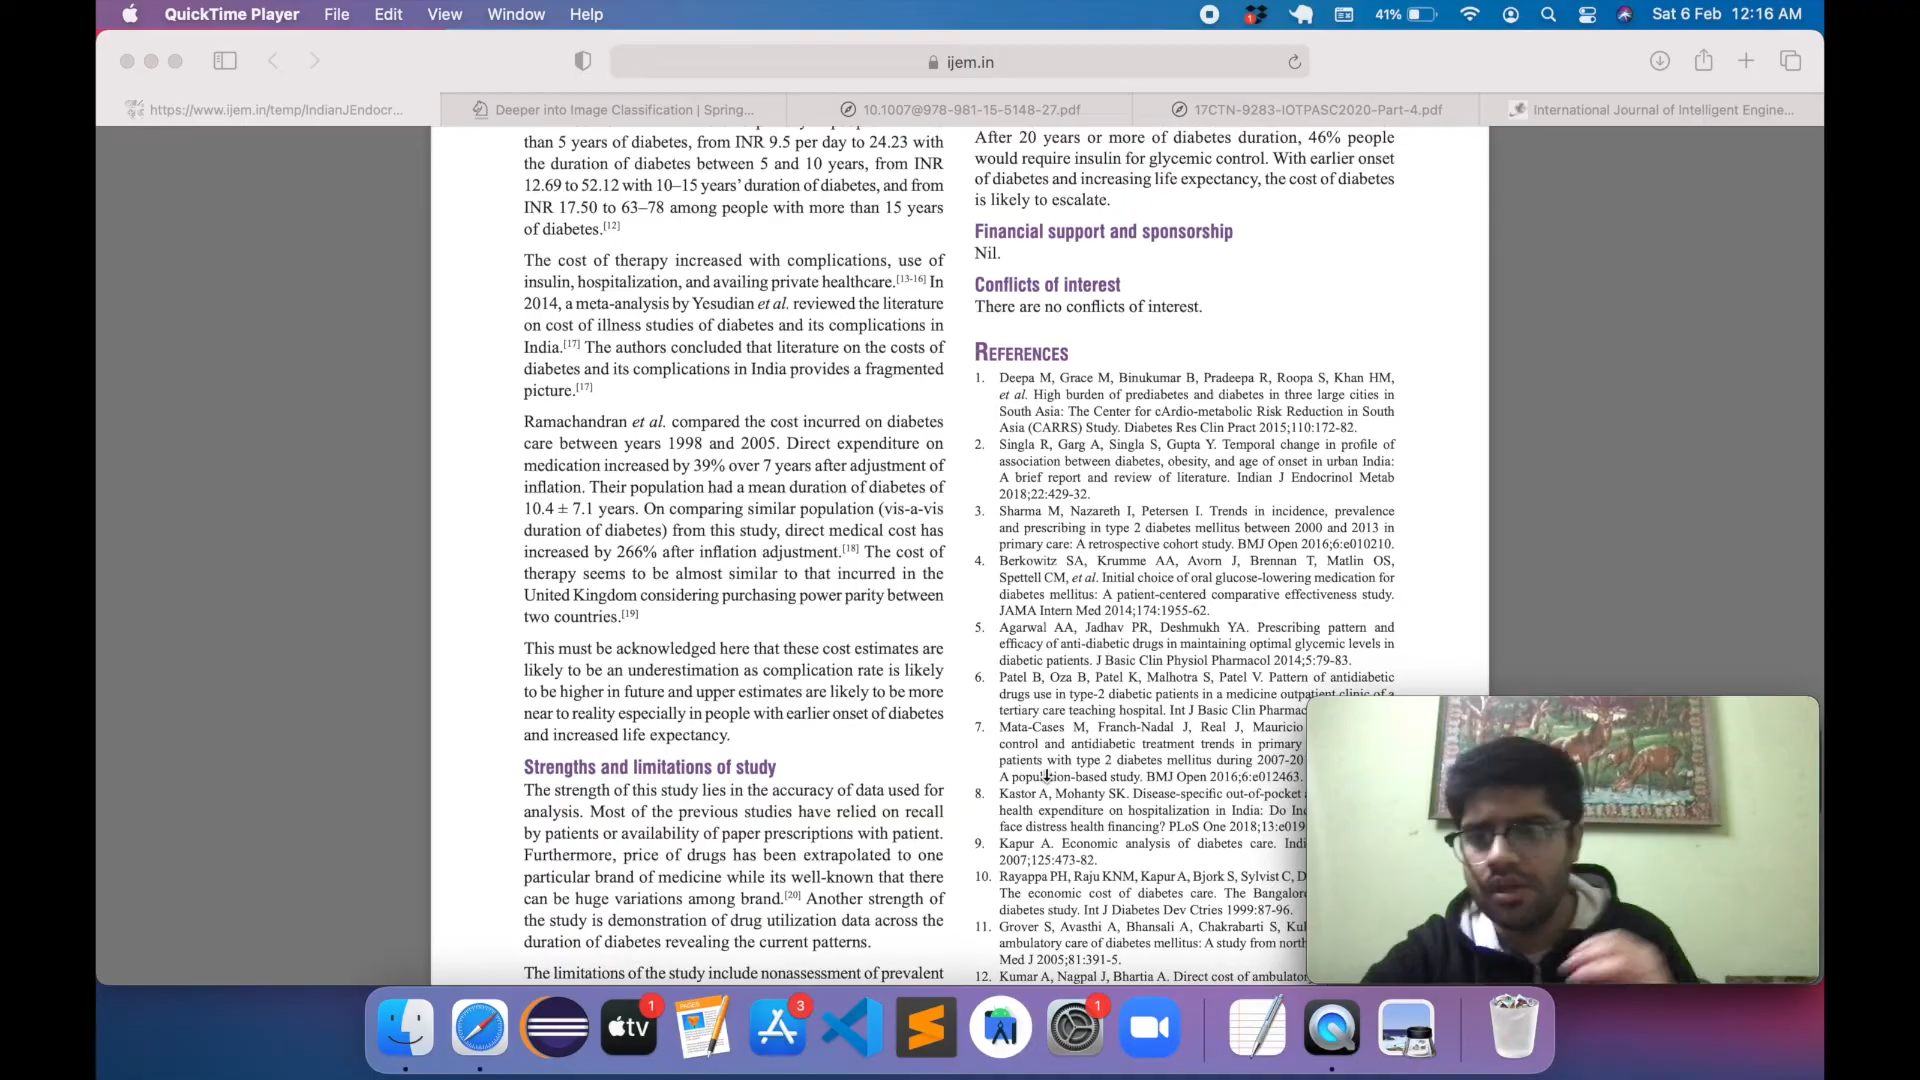 QuickTime Player File Edit View Window Help
1
41%
Sat 6 Feb 12:16 AM
ijem.in
https://www.ijem.in/temp/IndianJEndocr...
Deeper into Image Classification | Spring...
10.1007@978-981-15-5148-27.pdf
17CTN-9283-IOTPASC2020-Part-4.pdf
International Journal of Intelligent Engine...
than 5 years of diabetes, from INR 9.5 per day to 24.23 with
the duration of diabetes between 5 and 10 years, from INR
12.69 to 52.12 with 10–15 years’ duration of diabetes, and from
INR 17.50 to 63–78 among people with more than 15 years
of diabetes.[12]
The cost of therapy increased with complications, use of
insulin, hospitalization, and availing private healthcare.[13-16] In
2014, a meta-analysis by Yesudian et al. reviewed the literature
on cost of illness studies of diabetes and its complications in
India.[17] The authors concluded that literature on the costs of
diabetes and its complications in India provides a fragmented
picture.[17]
Ramachandran et al. compared the cost incurred on diabetes
care between years 1998 and 2005. Direct expenditure on
medication increased by 39% over 7 years after adjustment of
inflation. Their population had a mean duration of diabetes of
10.4 ± 7.1 years. On comparing similar population (vis-a-vis
duration of diabetes) from this study, direct medical cost has
increased by 266% after inflation adjustment.[18] The cost of
therapy seems to be almost similar to that incurred in the
United Kingdom considering purchasing power parity between
two countries.[19]
This must be acknowledged here that these cost estimates are
likely to be an underestimation as complication rate is likely
to be higher in future and upper estimates are likely to be more
near to reality especially in people with earlier onset of diabetes
and increased life expectancy.
Strengths and limitations of study
The strength of this study lies in the accuracy of data used for
analysis. Most of the previous studies have relied on recall
by patients or availability of paper prescriptions with patient.
Furthermore, price of drugs has been extrapolated to one
particular brand of medicine while its well-known that there
can be huge variations among brand.[20] Another strength of
the study is demonstration of drug utilization data across the
duration of diabetes revealing the current patterns.
The limitations of the study include nonassessment of prevalent
After 20 years or more of diabetes duration, 46% people
would require insulin for glycemic control. With earlier onset
of diabetes and increasing life expectancy, the cost of diabetes
is likely to escalate.
Financial support and sponsorship
Nil.
Conflicts of interest
There are no conflicts of interest.
REFERENCES
1. Deepa M, Grace M, Binukumar B, Pradeepa R, Roopa S, Khan HM,
et al. High burden of prediabetes and diabetes in three large cities in
South Asia: The Center for cArdio-metabolic Risk Reduction in South
Asia (CARRS) Study. Diabetes Res Clin Pract 2015;110:172-82.
2. Singla R, Garg A, Singla S, Gupta Y. Temporal change in profile of
association between diabetes, obesity, and age of onset in urban India:
A brief report and review of literature. Indian J Endocrinol Metab
2018;22:429-32.
3. Sharma M, Nazareth I, Petersen I. Trends in incidence, prevalence
and prescribing in type 2 diabetes mellitus between 2000 and 2013 in
primary care: A retrospective cohort study. BMJ Open 2016;6:e010210.
4. Berkowitz SA, Krumme AA, Avorn J, Brennan T, Matlin OS,
Spettell CM, et al. Initial choice of oral glucose-lowering medication for
diabetes mellitus: A patient-centered comparative effectiveness study.
JAMA Intern Med 2014;174:1955-62.
5. Agarwal AA, Jadhav PR, Deshmukh YA. Prescribing pattern and
efficacy of anti-diabetic drugs in maintaining optimal glycemic levels in
diabetic patients. J Basic Clin Physiol Pharmacol 2014;5:79-83.
6. Patel B, Oza B, Patel K, Malhotra S, Patel V. Pattern of antidiabetic
drugs use in type-2 diabetic patients in a medicine outpatient clinic of a
tertiary care teaching hospital. Int J Basic Clin Pharmac
7. Mata-Cases M, Franch-Nadal J, Real J, Mauricio
control and antidiabetic treatment trends in primary
patients with type 2 diabetes mellitus during 2007-20
A population-based study. BMJ Open 2016;6:e012463.
8. Kastor A, Mohanty SK. Disease-specific out-of-pocket
health expenditure on hospitalization in India: Do In
face distress health financing? PLoS One 2018;13:e019
9. Kapur A. Economic analysis of diabetes care. Indi
2007;125:473-82.
10. Rayappa PH, Raju KNM, Kapur A, Bjork S, Sylvist C, D
The economic cost of diabetes care. The Bangalore
diabetes study. Int J Diabetes Dev Ctries 1999:87-96.
11. Grover S, Avasthi A, Bhansali A, Chakrabarti S, Kul
ambulatory care of diabetes mellitus: A study from north
Med J 2005;81:391-5.
12. Kumar A, Nagpal J, Bhartia A. Direct cost of ambulato
tv
1
PAGES
3
1